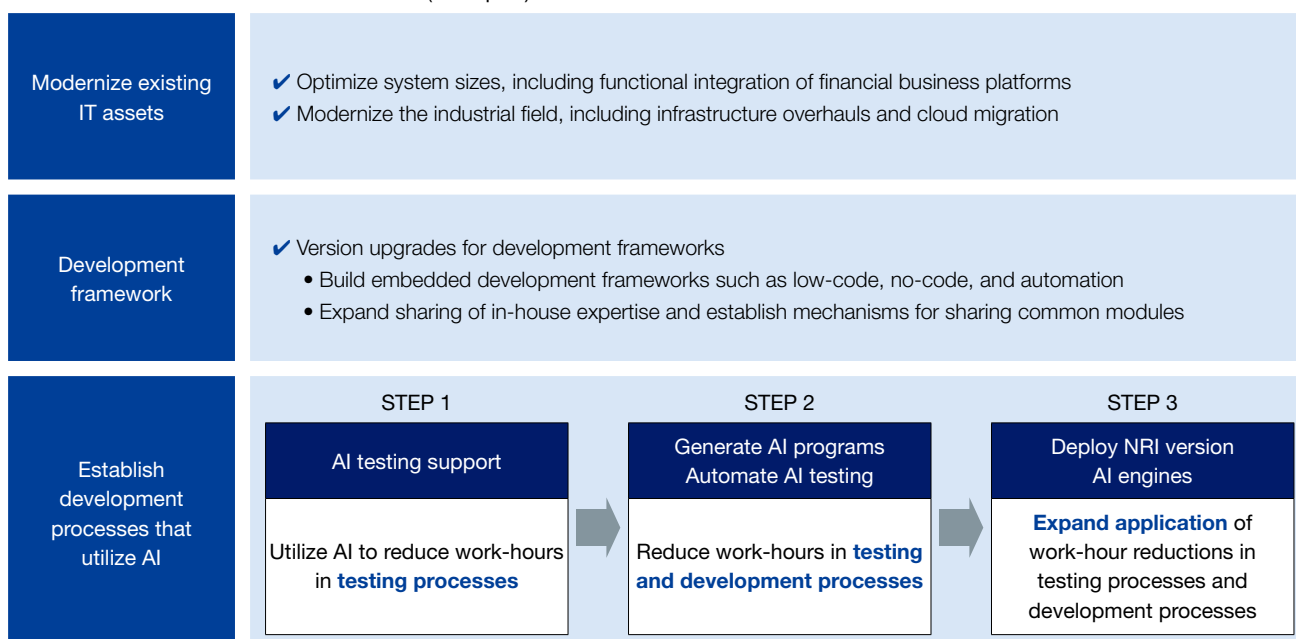 Modernize existing
IT assets
✔ Optimize system sizes, including functional integration of financial business platforms
✔ Modernize the industrial field, including infrastructure overhauls and cloud migration
Development
framework
✔ Version upgrades for development frameworks
• Build embedded development frameworks such as low-code, no-code, and automation
• Expand sharing of in-house expertise and establish mechanisms for sharing common modules
Establish
development
processes that
utilize AI
STEP 1
AI testing support
Utilize AI to reduce work-hours
in testing processes
STEP 2
Generate AI programs
Automate AI testing
Reduce work-hours in testing
and development processes
STEP 3
Deploy NRI version
AI engines
Expand application of
work-hour reductions in
testing processes and
development processes